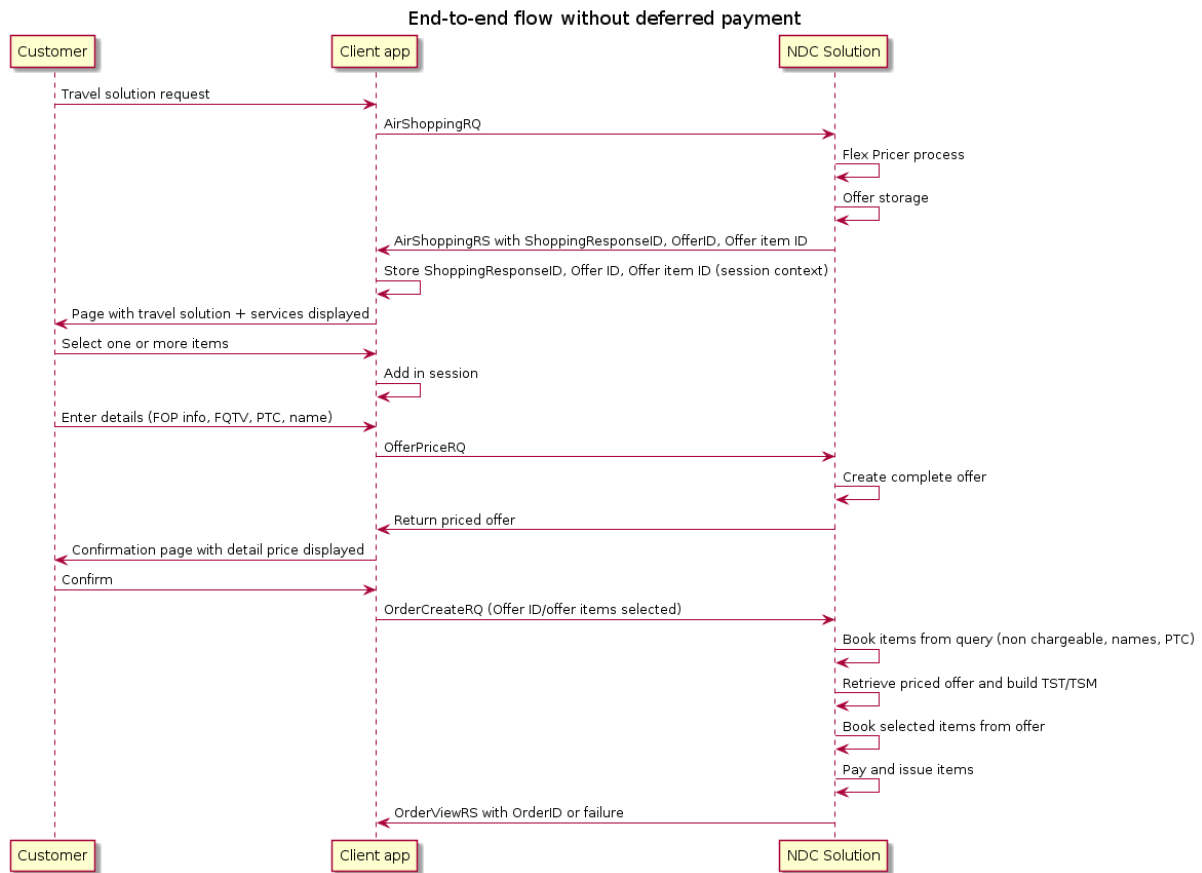 End-to-end flow without deferred payment
Customer
Client app
NDC Solution
Travel solution request
AirShoppingRQ
Flex Pricer process
Offer storage
AirShoppingRS with ShoppingResponseID, OfferID, Offer item ID
Store ShoppingResponseID, Offer ID, Offer item ID (session context)
Page with travel solution + services displayed
Select one or more items
Add in session
Enter details (FOP info, FQTV, PTC, name)
OfferPriceRQ
Create complete offer
Return priced offer
Confirmation page with detail price displayed
Confirm
OrderCreateRQ (Offer ID/offer items selected)
Book items from query (non chargeable, names, PTC)
Retrieve priced offer and build TST/TSM
Book selected items from offer
Pay and issue items
OrderViewRS with OrderID or failure
Customer
Client app
NDC Solution